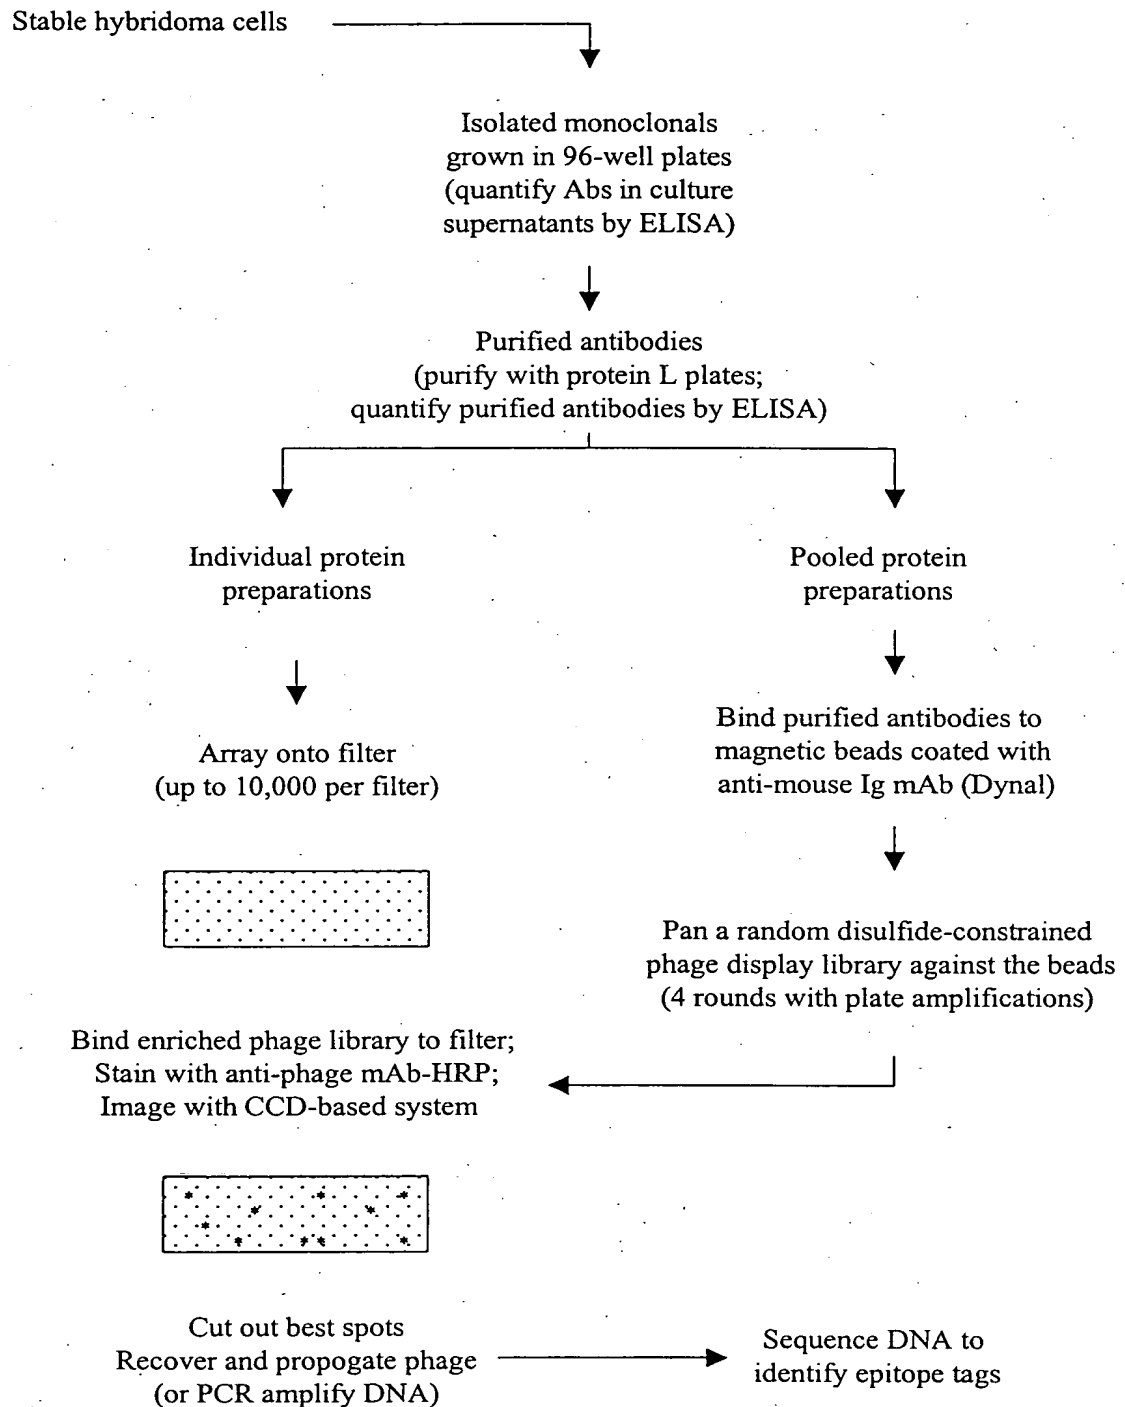 Stable hybridoma cells
Isolated monoclonals
grown in 96-well plates
(quantify Abs in culture
supernatants by ELISA)
Purified antibodies
(purify with protein L plates;
quantify purified antibodies by ELISA)
Individual protein
preparations
Pooled protein
preparations
Array onto filter
(up to 10,000 per filter)
Bind purified antibodies to
magnetic beads coated with
anti-mouse Ig mAb (Dynal)
Pan a random disulfide-constrained
phage display library against the beads
(4 rounds with plate amplifications)
Bind enriched phage library to filter;
Stain with anti-phage mAb-HRP;
Image with CCD-based system
Cut out best spots
Recover and propogate phage
(or PCR amplify DNA)
Sequence DNA to
identify epitope tags